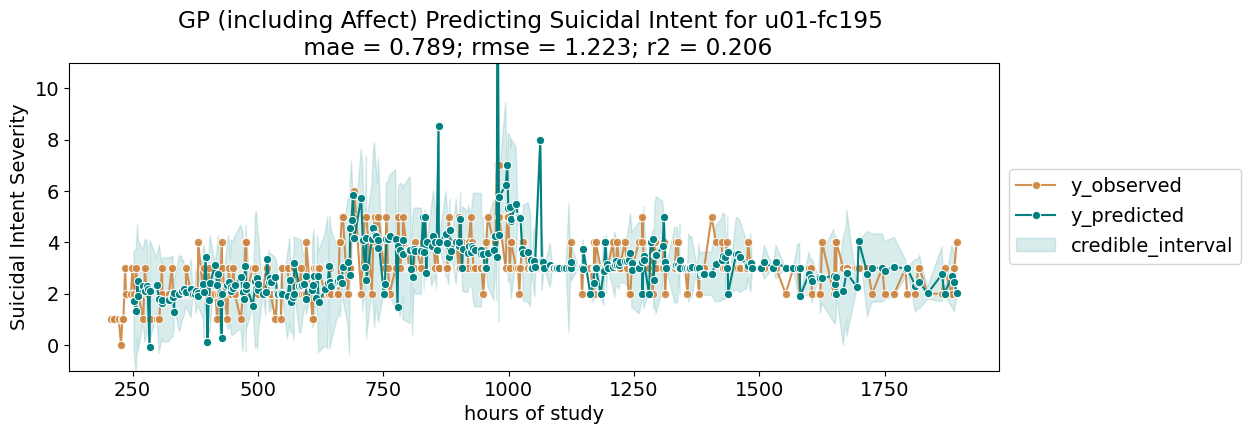 GP (including Affect) Predicting Suicidal Intent for u01-fc195
mae = 0.789; rmse = 1.223; r2 = 0.206
Suicidal Intent Severity
10
8
6
4
2
0
250
500
750
1000
1250
1500
1750
hours of study
y_observed
y_predicted
credible_interval